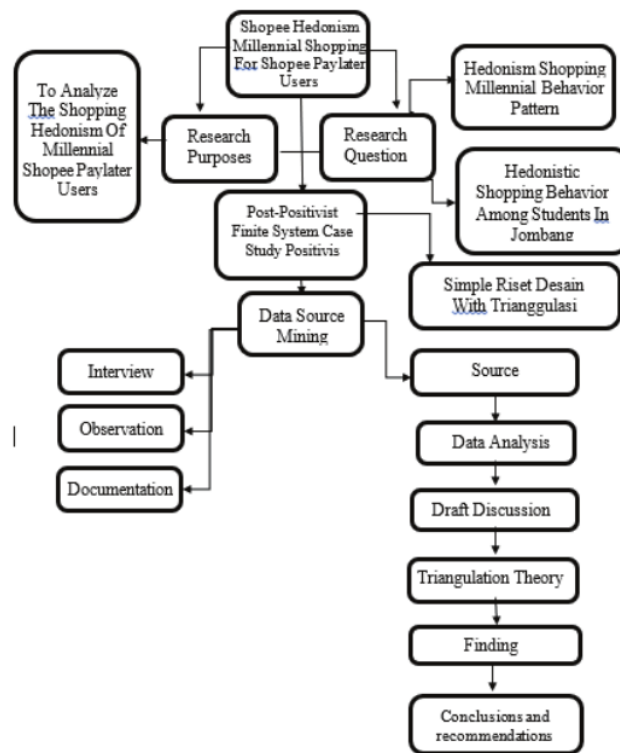 Shopee Hedonism
Millennial Shopping
For Shopee Paylater
Users
To Analyze
The Shopping
Hedonism Of
Millennial
Shopee Paylater
Users
Research
Purposes
Research
Question
Hedonism Shopping
Millennial Behavior
Pattern
Hedonistic
Shopping Behavior
Among Students In
Jombang
Post-Positivist
Finite System Case
Study Positivis
Simple Riset Desain
With Trianggulasi
Data Source
Mining
Interview
Observation
Documentation
Source
Data Analysis
Draft Discussion
Triangulation Theory
Finding
Conclusions and
recommendations